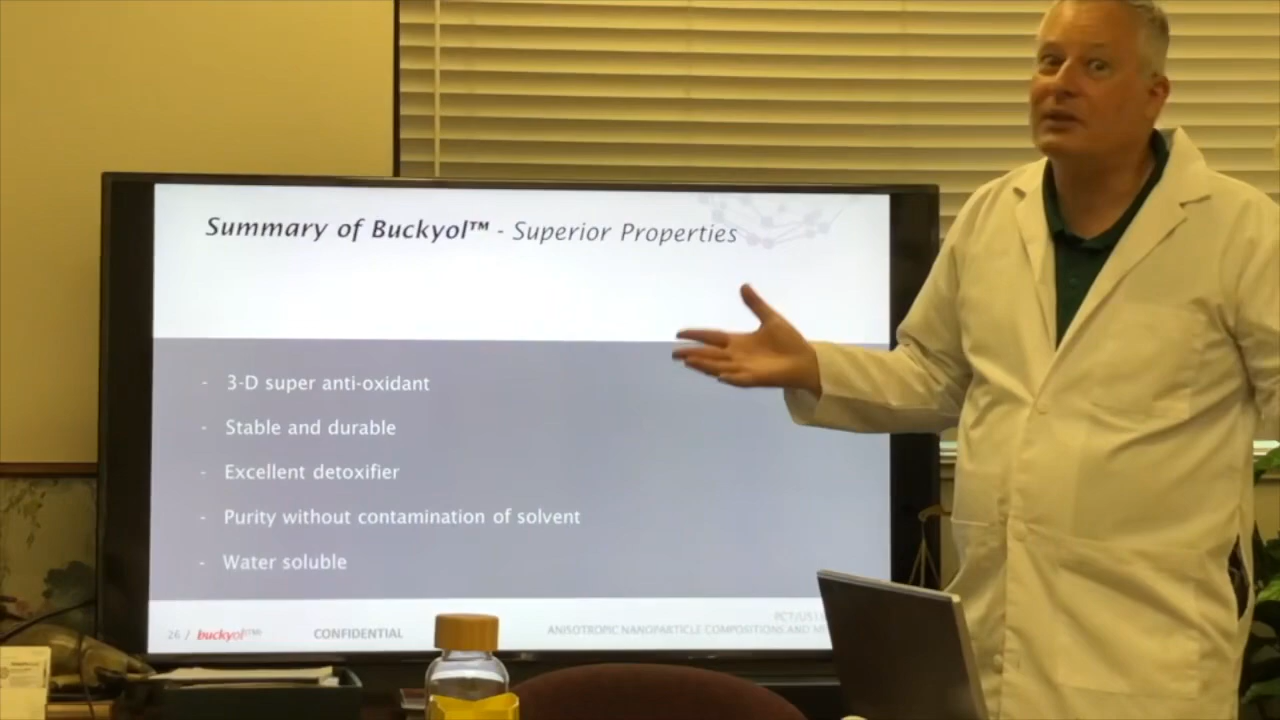 Summary of Buckyol™ - Superior Properties
- 3-D super anti-oxidant
- Stable and durable
- Excellent detoxifier
- Purity without contamination of solvent
- Water soluble
26 / buckyol
CONFIDENTIAL
ANISOTROPIC NANOPARTICLE COMPOSITIONS AND